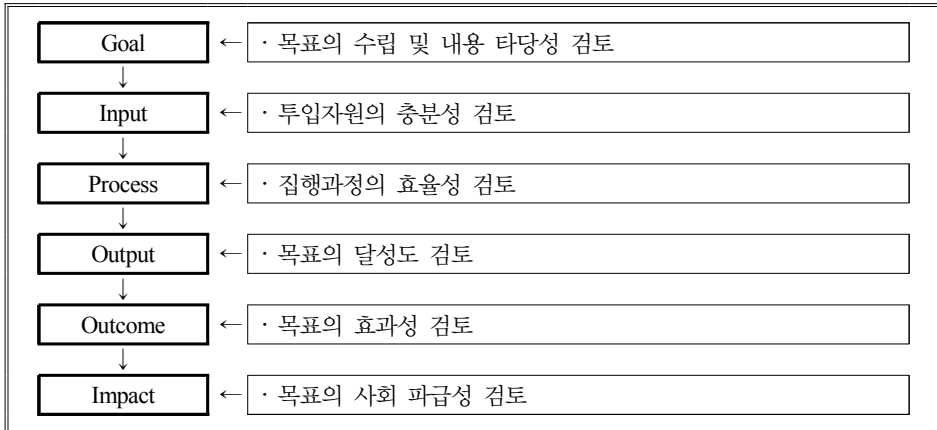 Goal ← · 목표의 수립 및 내용 타당성 검토
↓
Input ← · 투입자원의 충분성 검토
↓
Process ← · 집행과정의 효율성 검토
↓
Output ← · 목표의 달성도 검토
↓
Outcome ← · 목표의 효과성 검토
↓
Impact ← · 목표의 사회 파급성 검토